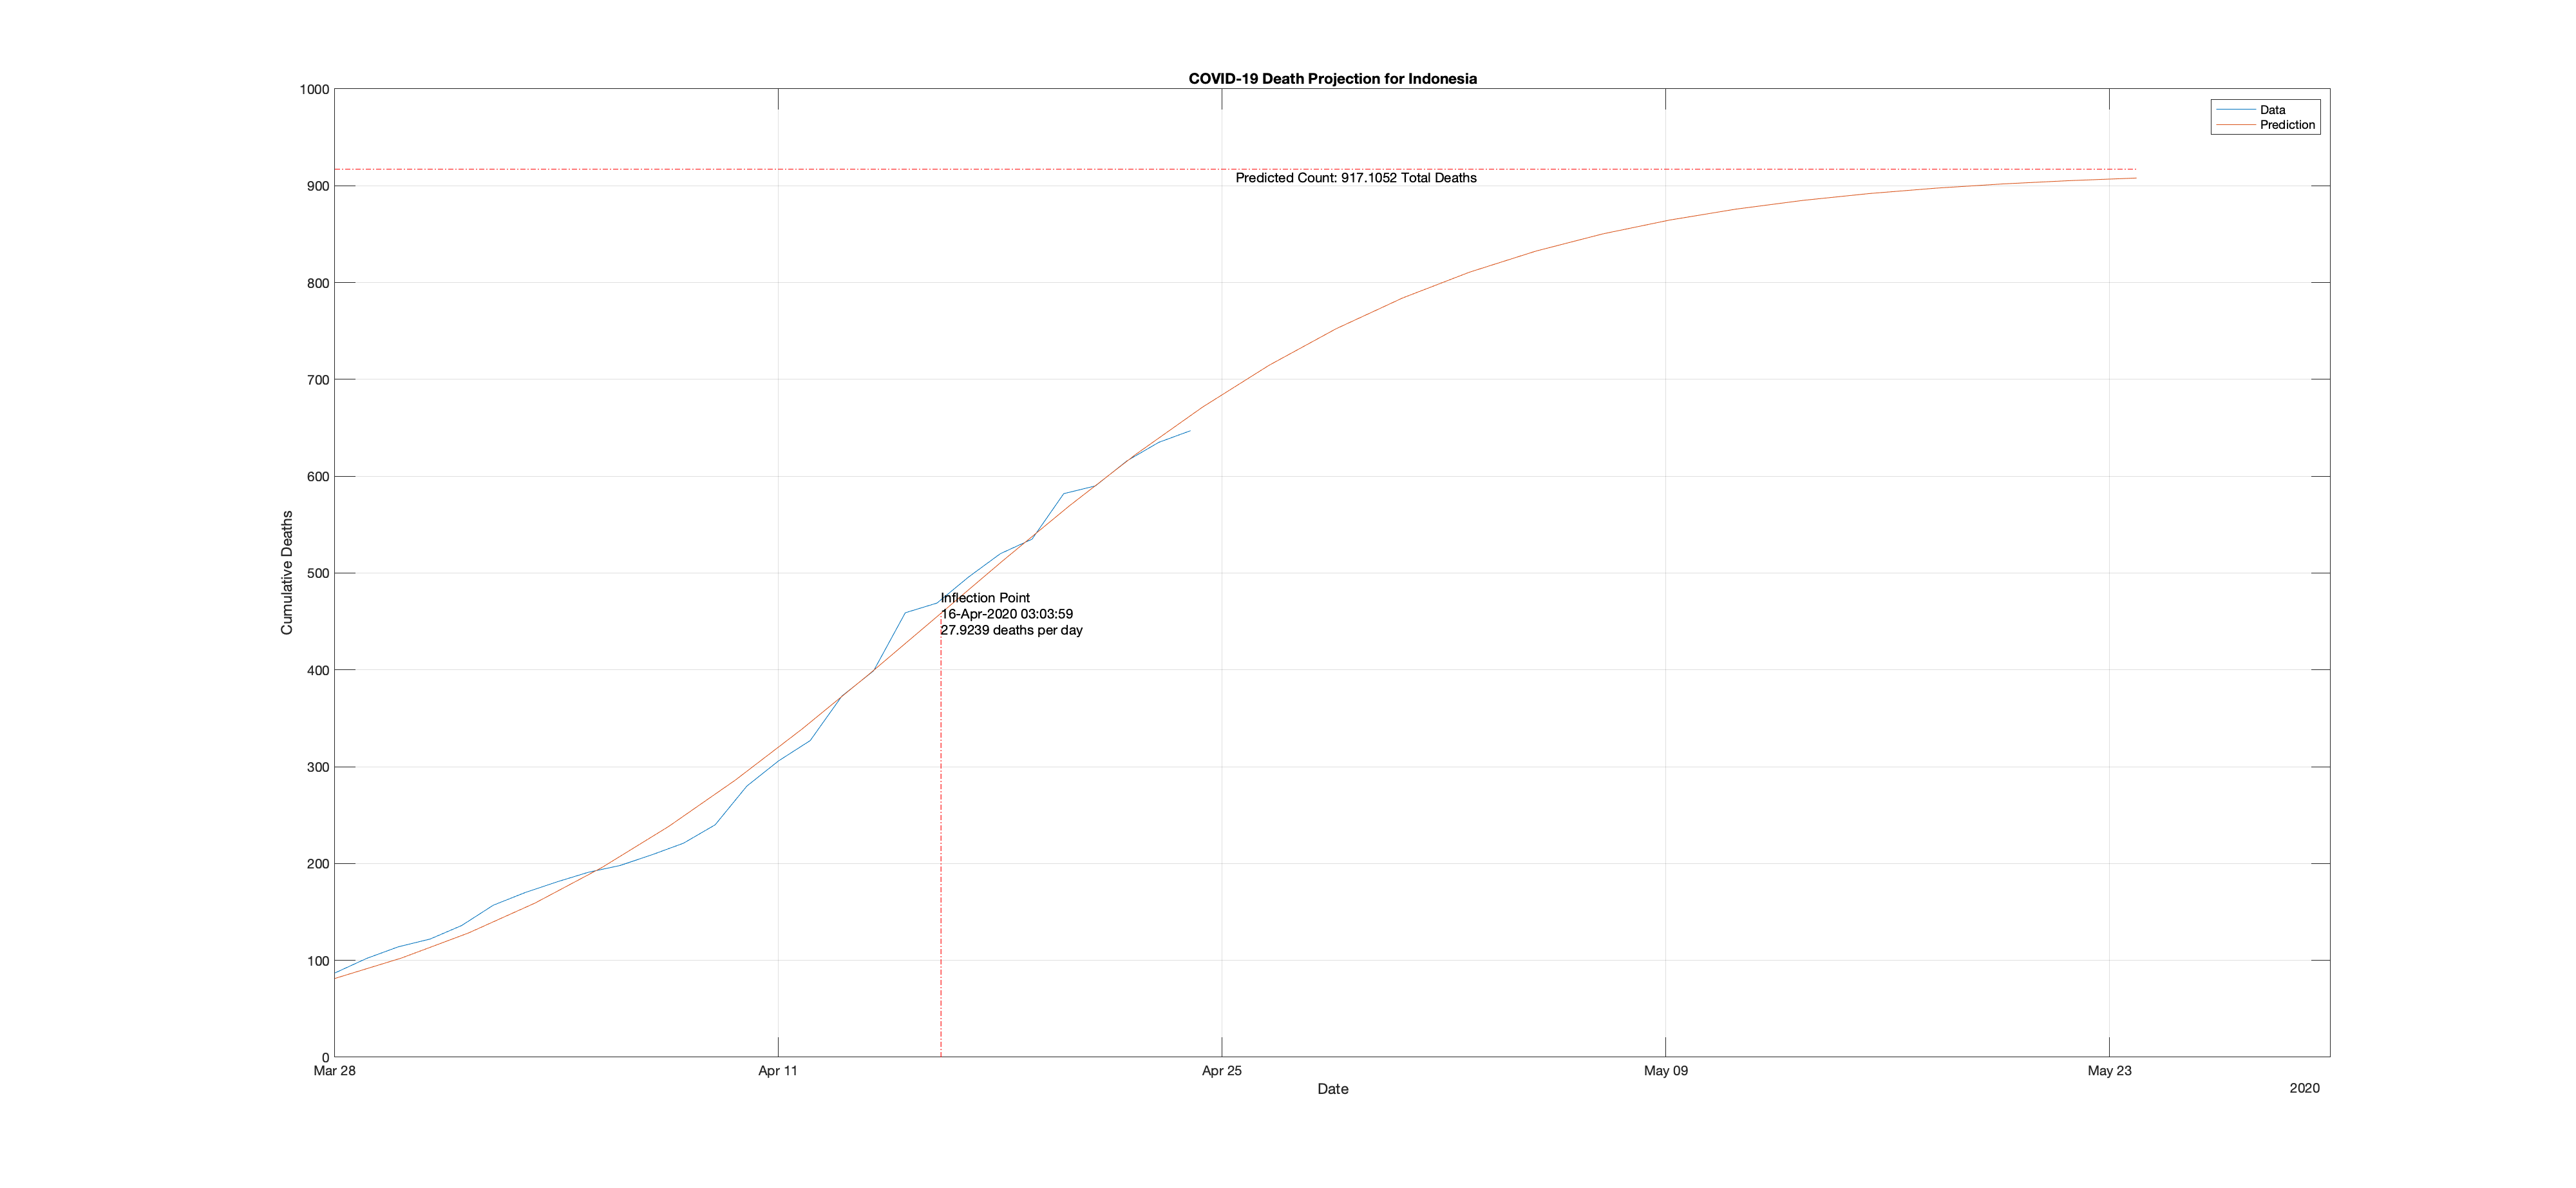 COVID-19 Death Projection for Indonesia
1000
Data
Prediction
Predicted Count: 917.1052 Total Deaths
900
800
700
600
500
Inflection Point
16-Apr-2020 03:03:59
27.9239 deaths per day
400
300
200
100
0
Cumulative Deaths
Mar 28
Apr 11
Apr 25
May 09
May 23
Date
2020